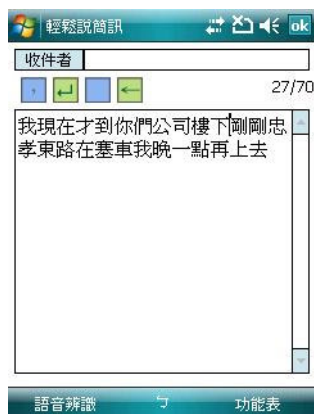 輕鬆說簡訊 ok
收件者
27/70
我現在才到你們公司樓下剛剛忠
孝東路在塞車我晚一點再上去
語音辨識 ㄅ 功能表